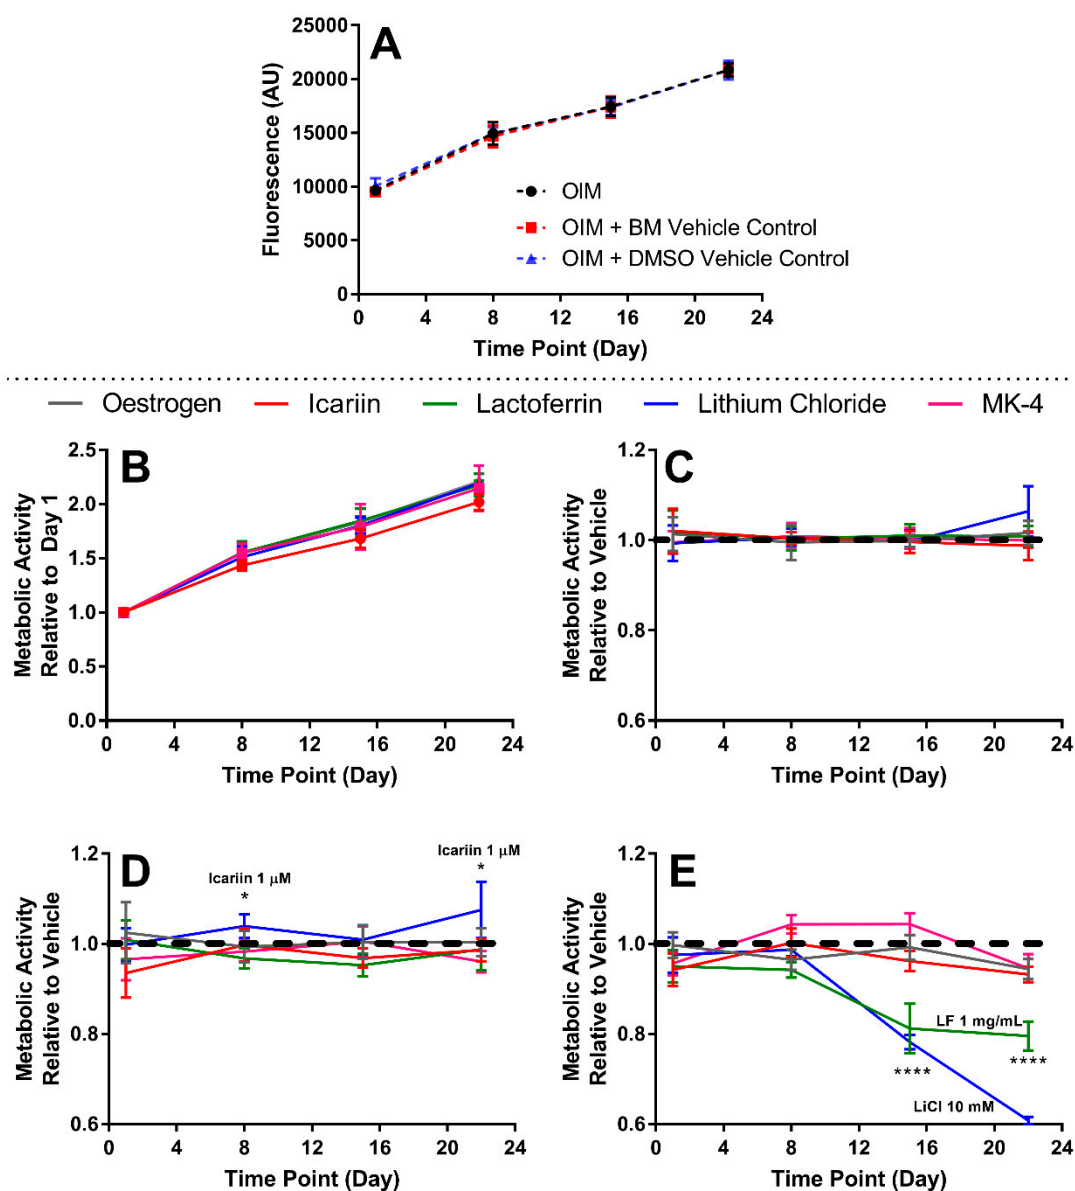 A
Fluorescence (AU)
25000
20000
15000
10000
5000
0
OIM
OIM + BM Vehicle Control
OIM + DMSO Vehicle Control
0 4 8 12 16 20 24
Time Point (Day)
Oestrogen Icariin Lactoferrin Lithium Chloride MK-4
B
Metabolic Activity
Relative to Day 1
2.5
2.0
1.5
1.0
0.5
0.0
0 4 8 12 16 20 24
Time Point (Day)
C
Metabolic Activity
Relative to Vehicle
1.2
1.0
0.8
0.6
0 4 8 12 16 20 24
Time Point (Day)
D
Metabolic Activity
Relative to Vehicle
1.2
1.0
0.8
0.6
Icariin 1 μM
*
Icariin 1 μM
*
0 4 8 12 16 20 24
Time Point (Day)
E
Metabolic Activity
Relative to Vehicle
1.2
1.0
0.8
0.6
LF 1 mg/mL
****
****
LiCl 10 mM
0 4 8 12 16 20 24
Time Point (Day)